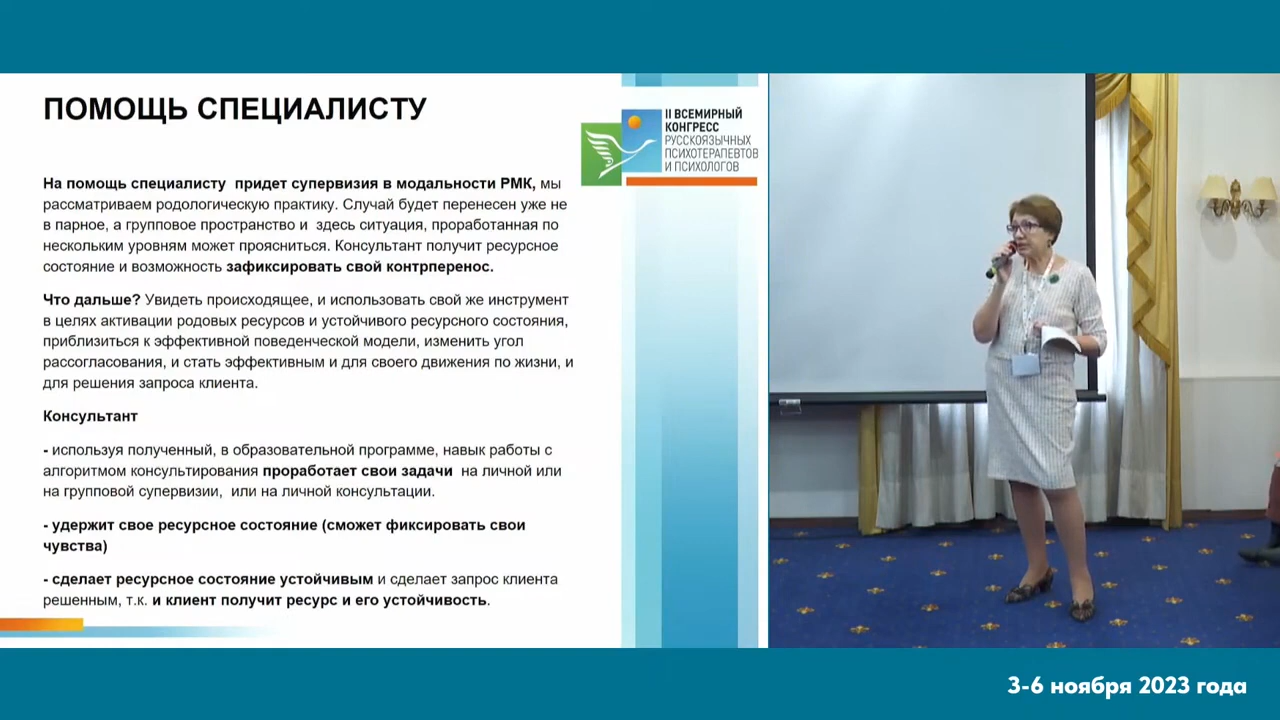 ПОМОЩЬ СПЕЦИАЛИСТУ
II ВСЕМИРНЫЙ
КОНГРЕСС
РУССКОЯЗЫЧНЫХ
ПСИХОТЕРАПЕВТОВ
И ПСИХОЛОГОВ
На помощь специалисту придет супервизия в модальности РМК, мы
рассматриваем родологическую практику. Случай будет перенесен уже не
в парное, а групповое пространство и здесь ситуация, проработанная по
нескольким уровням может проясниться. Консультант получит ресурсное
состояние и возможность зафиксировать свой контрперенос.
Что дальше? Увидеть происходящее, и использовать свой же инструмент
в целях активации родовых ресурсов и устойчивого ресурсного состояния,
приблизиться к эффективной поведенческой модели, изменить угол
рассогласования, и стать эффективным и для своего движения по жизни, и
для решения запроса клиента.
Консультант
- используя полученный, в образовательной программе, навык работы с
алгоритмом консультирования проработает свои задачи на личной или
на групповой супервизии, или на личной консультации.
- удержит свое ресурсное состояние (сможет фиксировать свои
чувства)
- сделает ресурсное состояние устойчивым и сделает запрос клиента
решенным, т.к. и клиент получит ресурс и его устойчивость.
3-6 ноября 2023 года